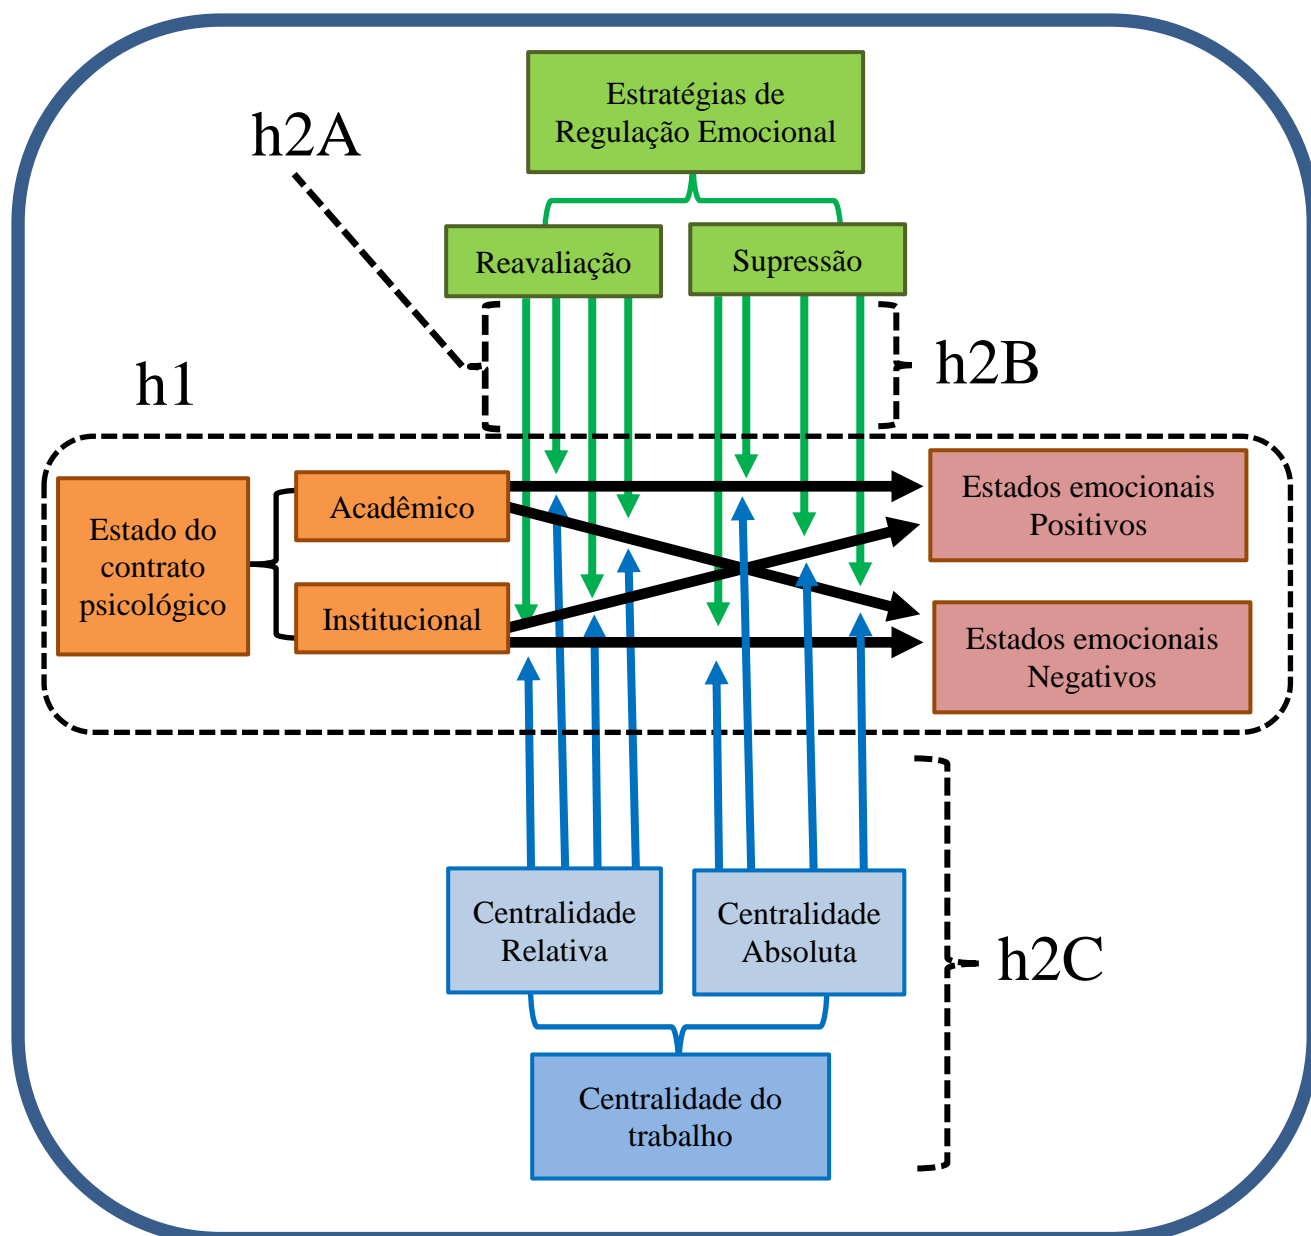 Estratégias de
Regulação Emocional
h2A
Reavaliação
Supressão
h2B
h1
Estado do
contrato
psicológico
Acadêmico
Institucional
Estados emocionais
Positivos
Estados emocionais
Negativos
Centralidade
Relativa
Centralidade
Absoluta
h2C
Centralidade do
trabalho